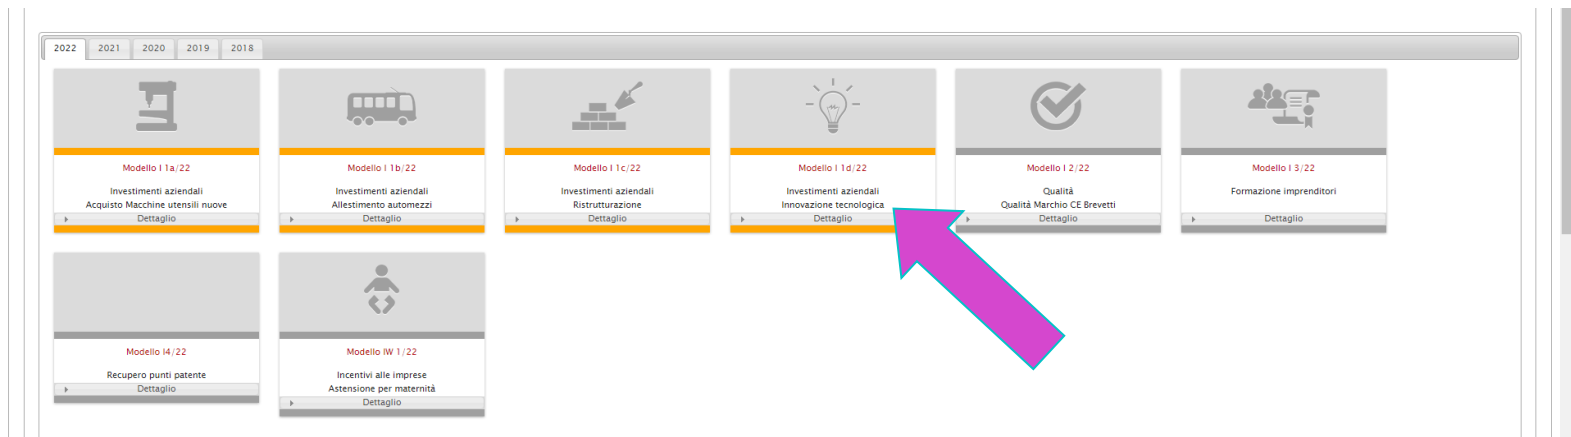 2022 2021 2020 2019 2018
Modello I 1a/22
Investimenti aziendali
Acquisto Macchine utensili nuove
Dettaglio
Modello I 1b/22
Investimenti aziendali
Allestimento automezzi
Dettaglio
Modello I 1c/22
Investimenti aziendali
Ristrutturazione
Dettaglio
Modello I 1d/22
Investimenti aziendali
Innovazione tecnologica
Dettaglio
Modello I 2/22
Qualità
Qualità Marchio CE Brevetti
Dettaglio
Modello I 3/22
Formazione imprenditori
Dettaglio
Modello I4/22
Recupero punti patente
Dettaglio
Modello IW 1/22
Incentivi alle imprese
Astensione per maternità
Dettaglio